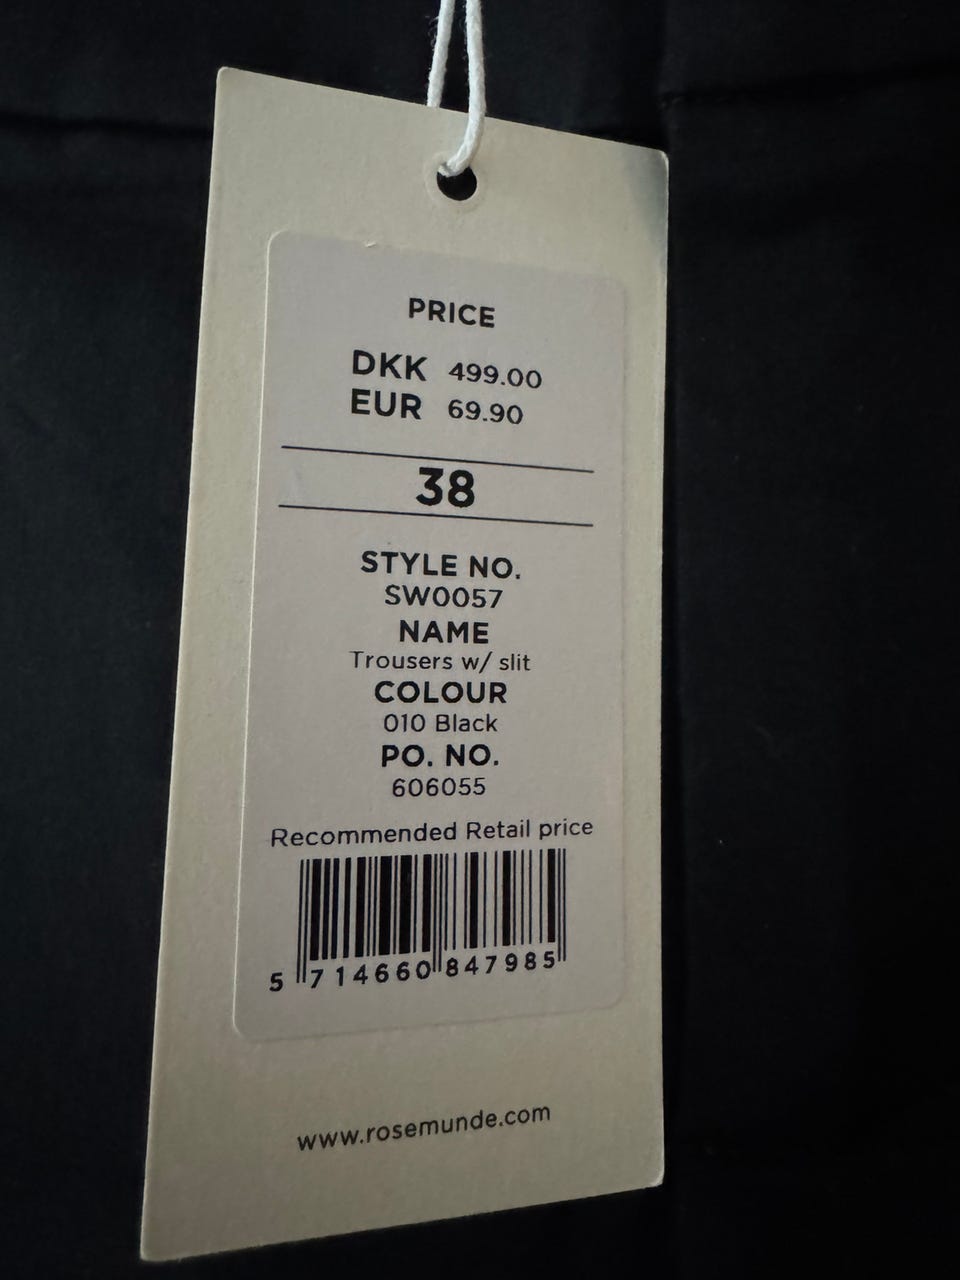 PRICE
DKK 499.00
EUR 69.90
38
STYLE NO.
SW0057
NAME
Trousers w/ slit
COLOUR
010 Black
PO. NO.
606055
Recommended Retail price
5 714660 847985
www.rosemunde.com